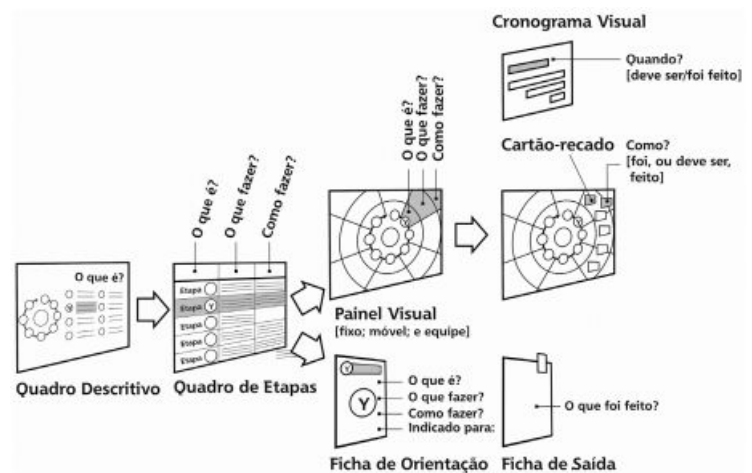 Cronograma Visual
Quando?
[deve ser/foi feito]
Cartão-recado
Como?
[foi, ou deve ser,
feito]
O que é?
O que fazer?
Como fazer?
O que é?
O que fazer?
Como fazer?
O que é?
Y
Quadro Descritivo
Etapa
Etapa Y
Etapa
Etapa
Etapa
Quadro de Etapas
Y
Painel Visual
[fixo; móvel; e equipe]
Y
Y
Y
O que é?
O que fazer?
Como fazer?
Indicado para:
Ficha de Orientação
O que foi feito?
Ficha de Saída